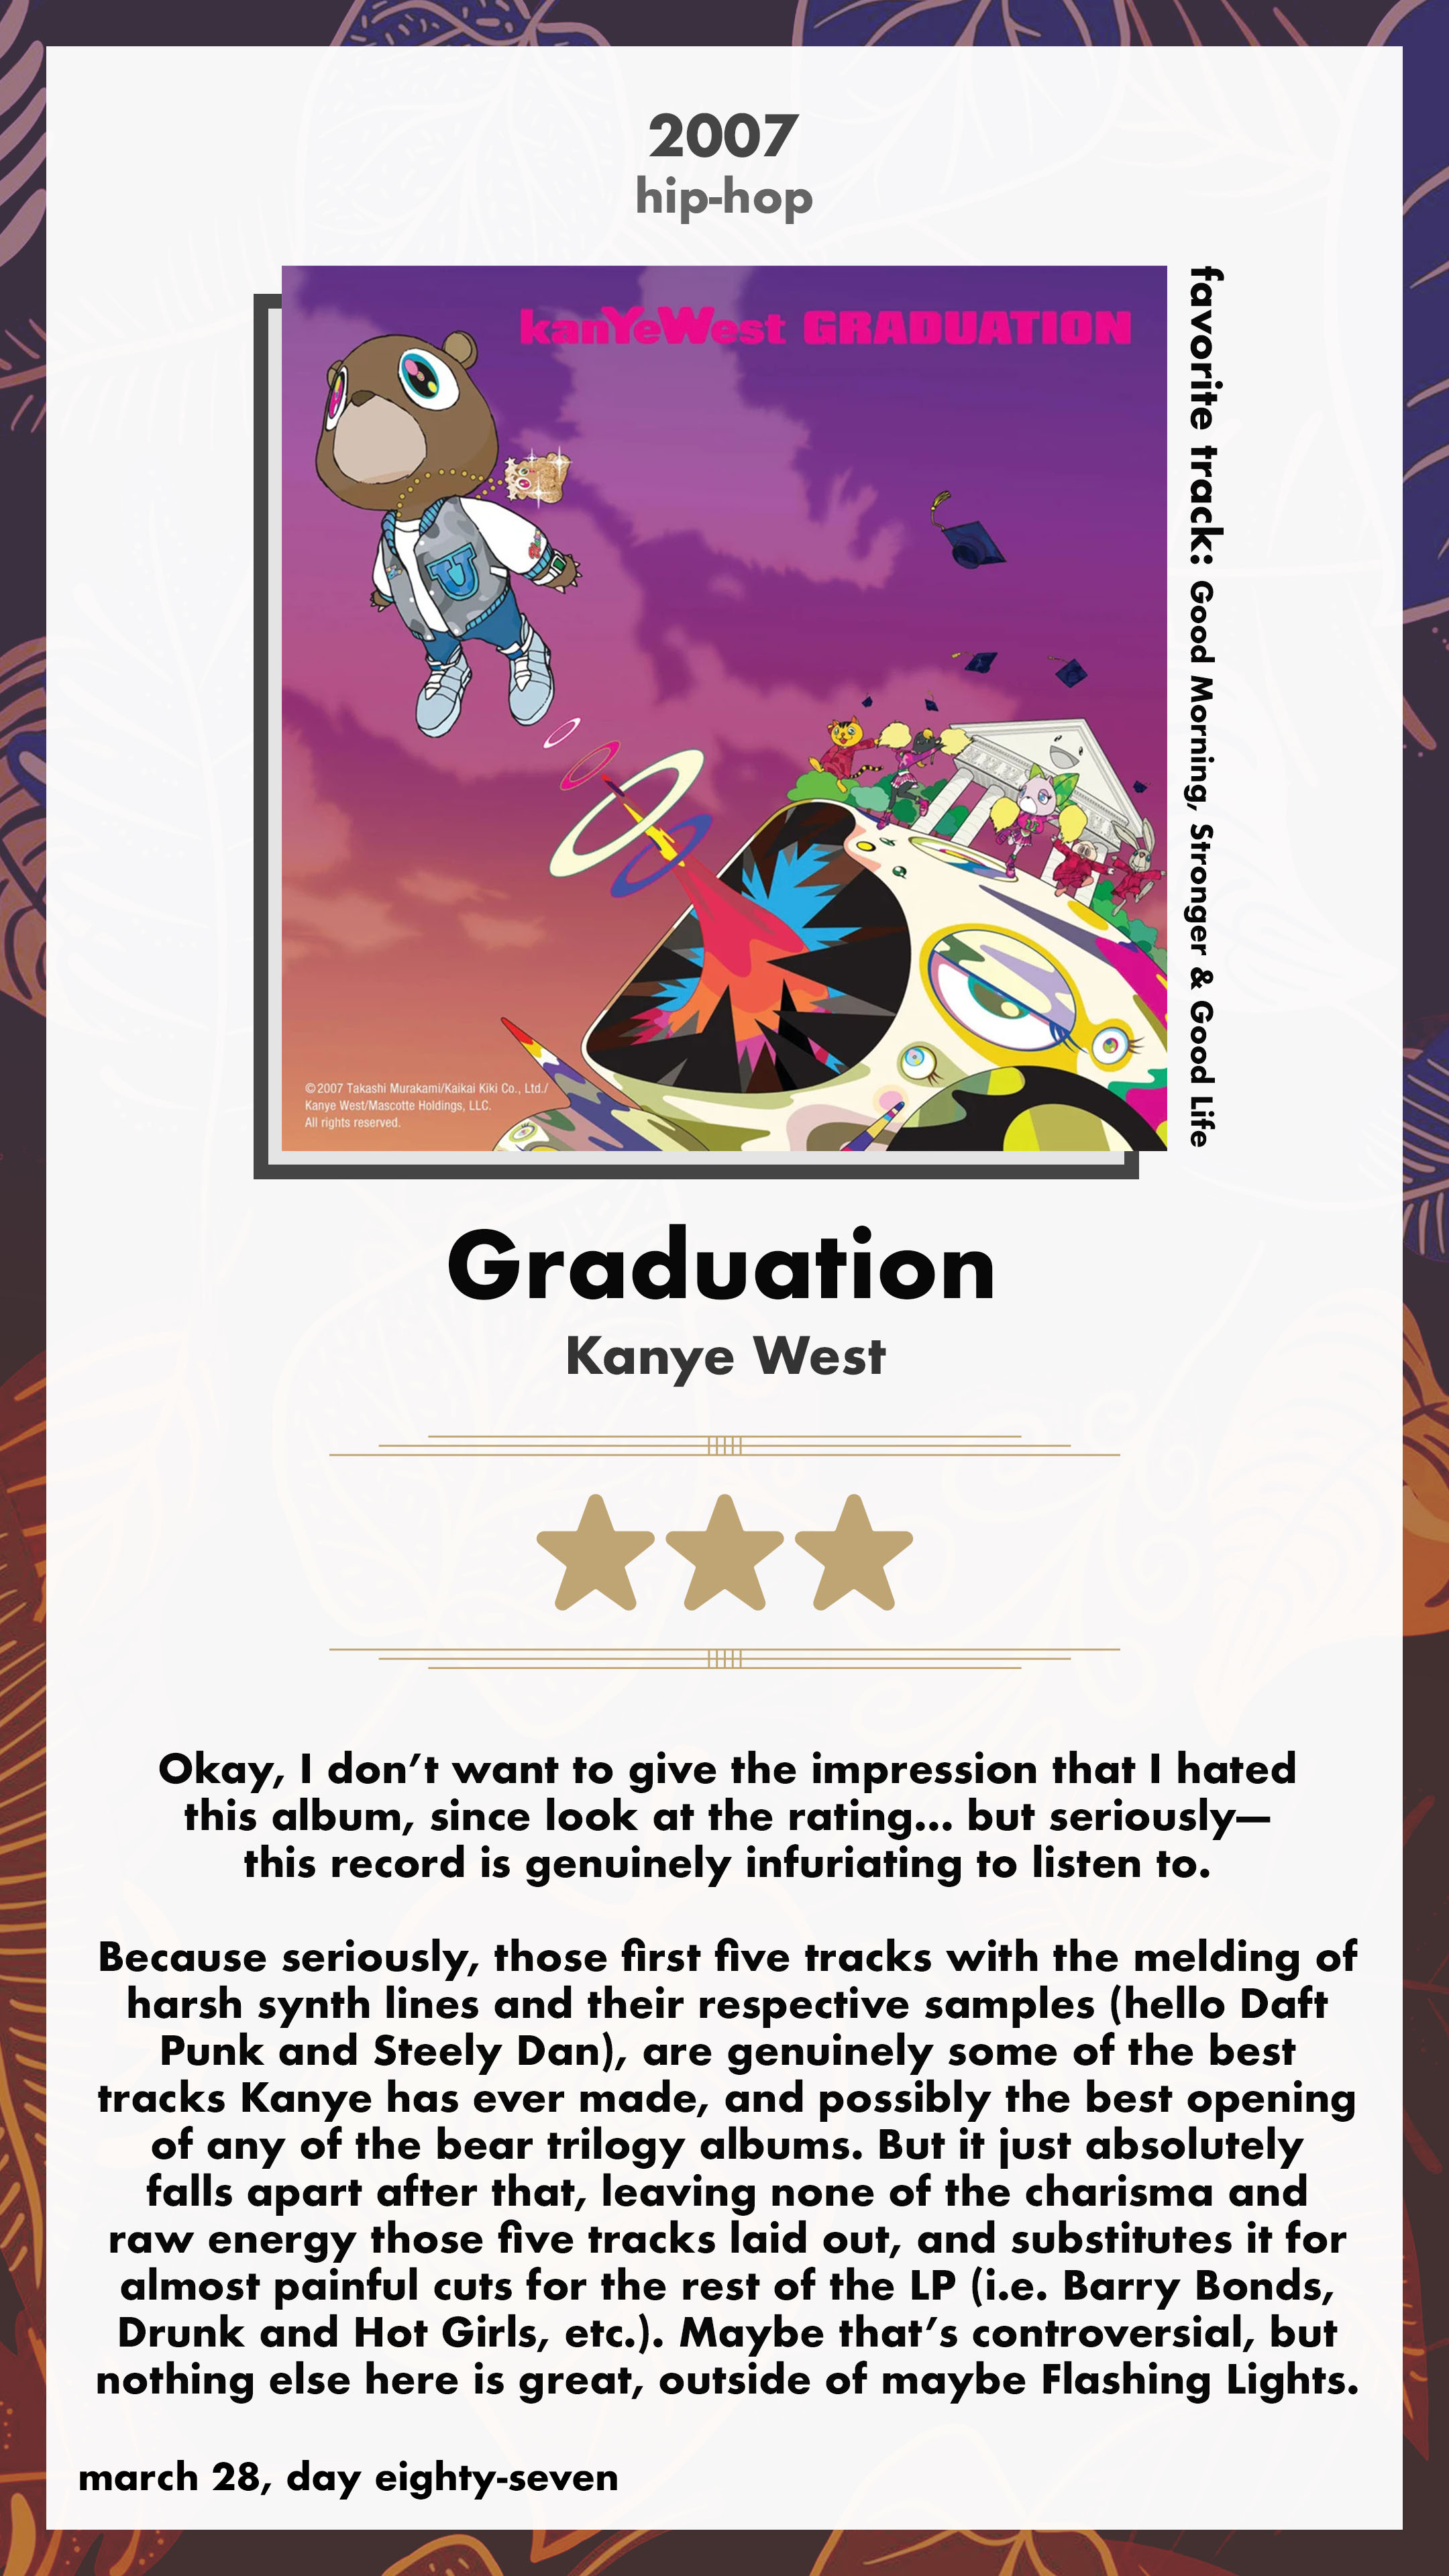 2007
hip-hop
kanYeWest GRADUATION
U
©2007 Takashi Murakami/Kaikai Kiki Co., Ltd./
Kanye West/Mascotte Holdings, LLC.
All rights reserved.
favorite track: Good Morning, Stronger & Good Life
Graduation
Kanye West
Okay, I don’t want to give the impression that I hated
this album, since look at the rating... but seriously—
this record is genuinely infuriating to listen to.
Because seriously, those first five tracks with the melding of
harsh synth lines and their respective samples (hello Daft
Punk and Steely Dan), are genuinely some of the best
tracks Kanye has ever made, and possibly the best opening
of any of the bear trilogy albums. But it just absolutely
falls apart after that, leaving none of the charisma and
raw energy those five tracks laid out, and substitutes it for
almost painful cuts for the rest of the LP (i.e. Barry Bonds,
Drunk and Hot Girls, etc.). Maybe that’s controversial, but
nothing else here is great, outside of maybe Flashing Lights.
march 28, day eighty-seven